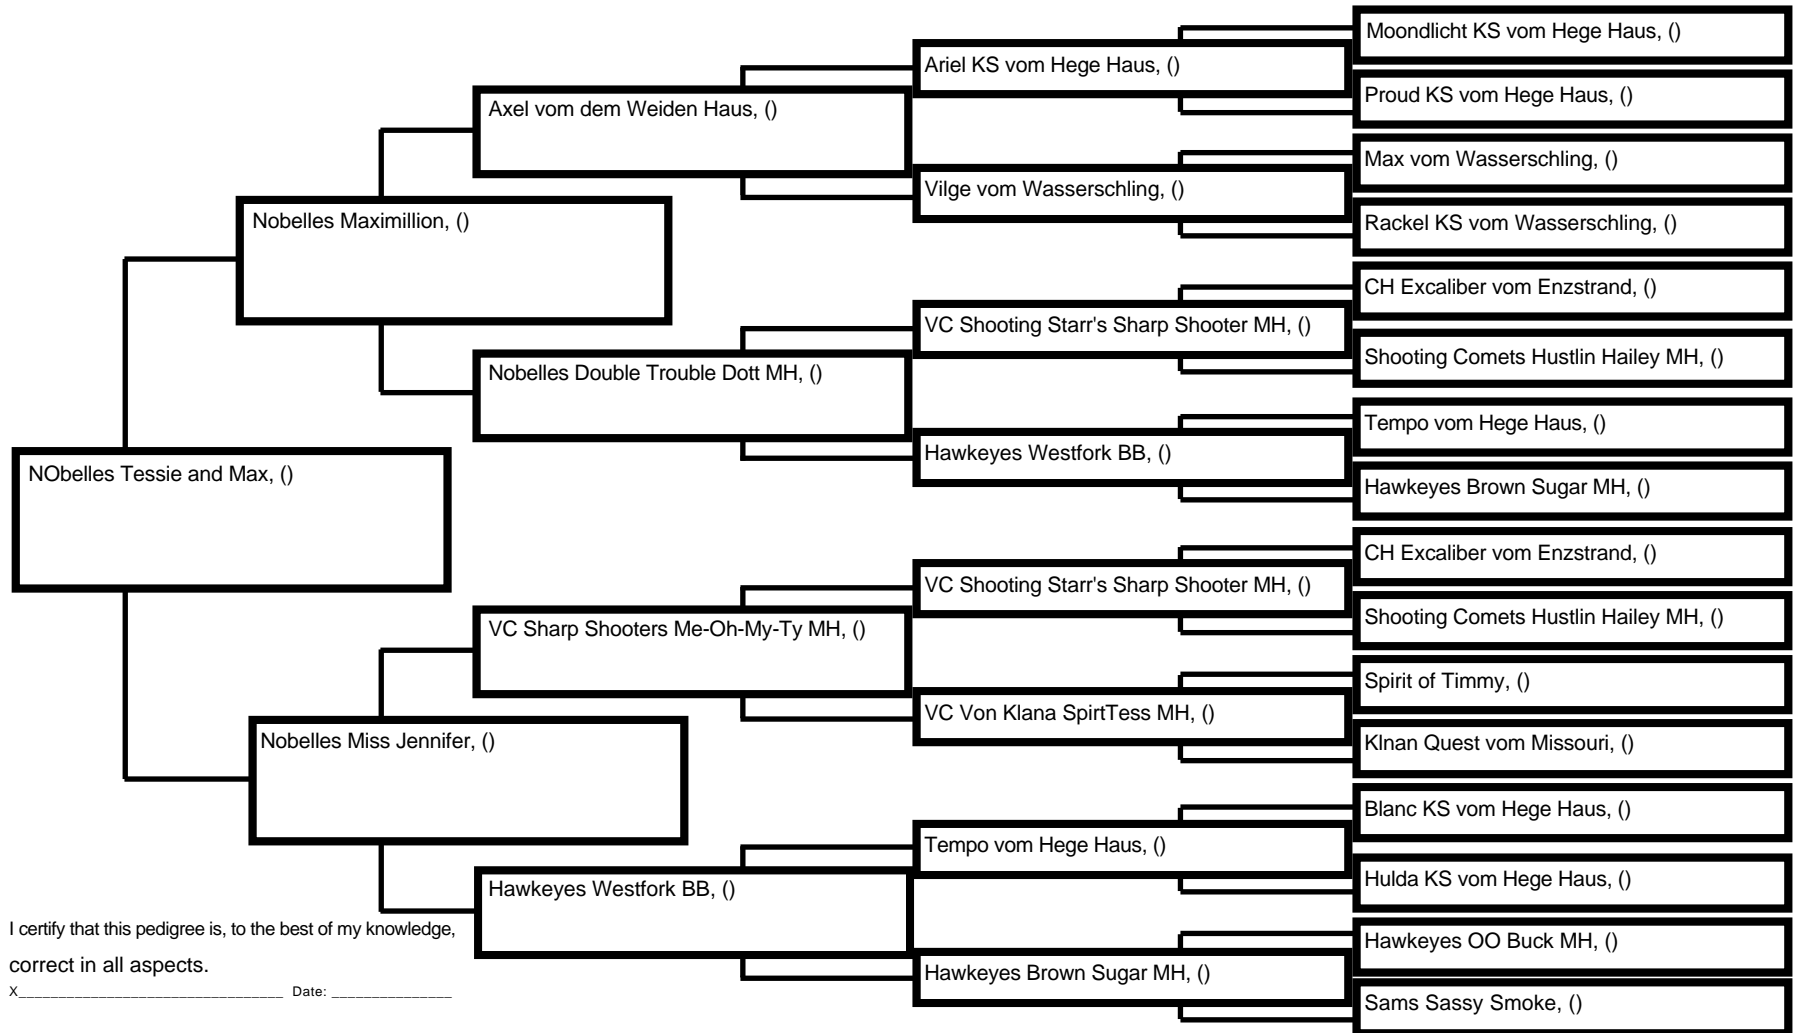 Moondlicht KS vom Hege Haus, ()
Ariel KS vom Hege Haus, ()
Proud KS vom Hege Haus, ()
Axel vom dem Weiden Haus, ()
Max vom Wasserschling, ()
Vilge vom Wasserschling, ()
Rackel KS vom Wasserschling, ()
Nobelles Maximillion, ()
CH Excaliber vom Enzstrand, ()
VC Shooting Starr's Sharp Shooter MH, ()
Shooting Comets Hustlin Hailey MH, ()
Nobelles Double Trouble Dott MH, ()
Tempo vom Hege Haus, ()
Hawkeyes Westfork BB, ()
Hawkeyes Brown Sugar MH, ()
NObelles Tessie and Max, ()
CH Excaliber vom Enzstrand, ()
VC Shooting Starr's Sharp Shooter MH, ()
Shooting Comets Hustlin Hailey MH, ()
VC Sharp Shooters Me-Oh-My-Ty MH, ()
Spirit of Timmy, ()
VC Von Klana SpirtTess MH, ()
Klnan Quest vom Missouri, ()
Nobelles Miss Jennifer, ()
Blanc KS vom Hege Haus, ()
Tempo vom Hege Haus, ()
Hulda KS vom Hege Haus, ()
Hawkeyes Westfork BB, ()
Hawkeyes OO Buck MH, ()
Hawkeyes Brown Sugar MH, ()
Sams Sassy Smoke, ()
I certify that this pedigree is, to the best of my knowledge,
correct in all aspects.
X_________________________________ Date: _______________